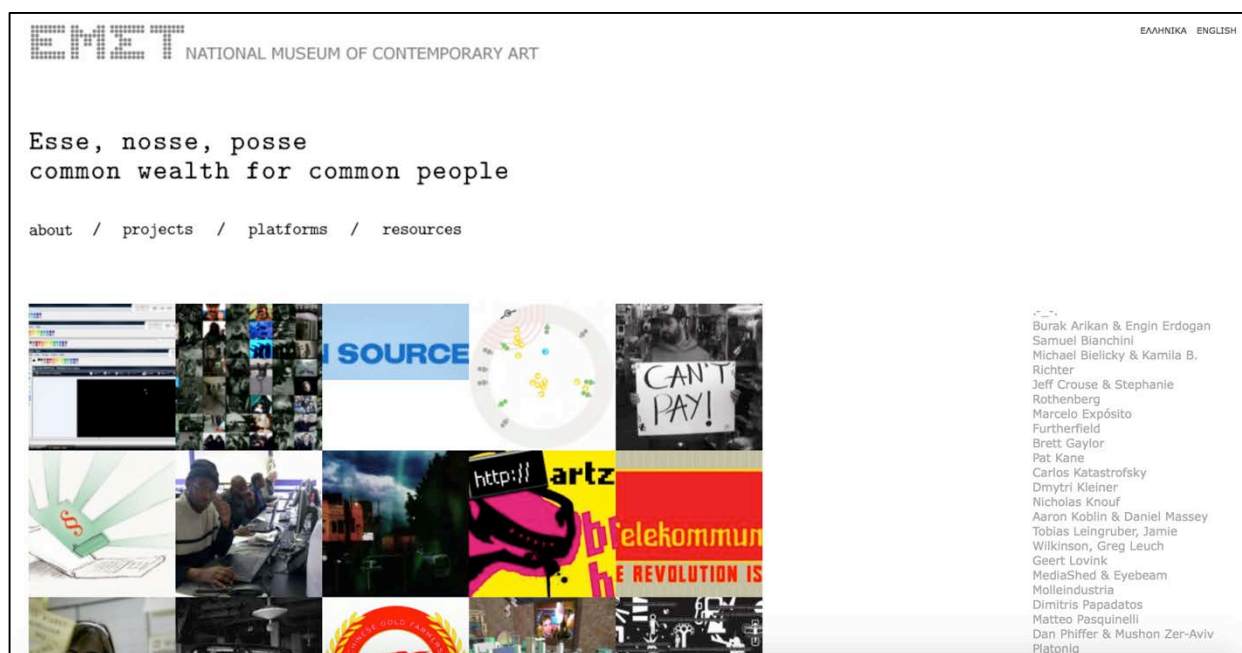 EMΣT NATIONAL MUSEUM OF CONTEMPORARY ART
ΕΛΛΗΝΙΚΑ ENGLISH
Esse, nosse, posse
common wealth for common people
about / projects / platforms / resources
SOURCE
CAN'T
PAY!
http:// artz
elekommun
E REVOLUTION IS
CHINESE GOLD FARMERS
.-_-.
Burak Arikan & Engin Erdogan
Samuel Bianchini
Michael Bielicky & Kamila B.
Richter
Jeff Crouse & Stephanie
Rothenberg
Marcelo Expósito
Furtherfield
Brett Gaylor
Pat Kane
Carlos Katastrofsky
Dmytri Kleiner
Nicholas Knouf
Aaron Koblin & Daniel Massey
Tobias Leingruber, Jamie
Wilkinson, Greg Leuch
Geert Lovink
MediaShed & Eyebeam
Molleindustria
Dimitris Papadatos
Matteo Pasquinelli
Dan Phiffer & Mushon Zer-Aviv
Platoniq